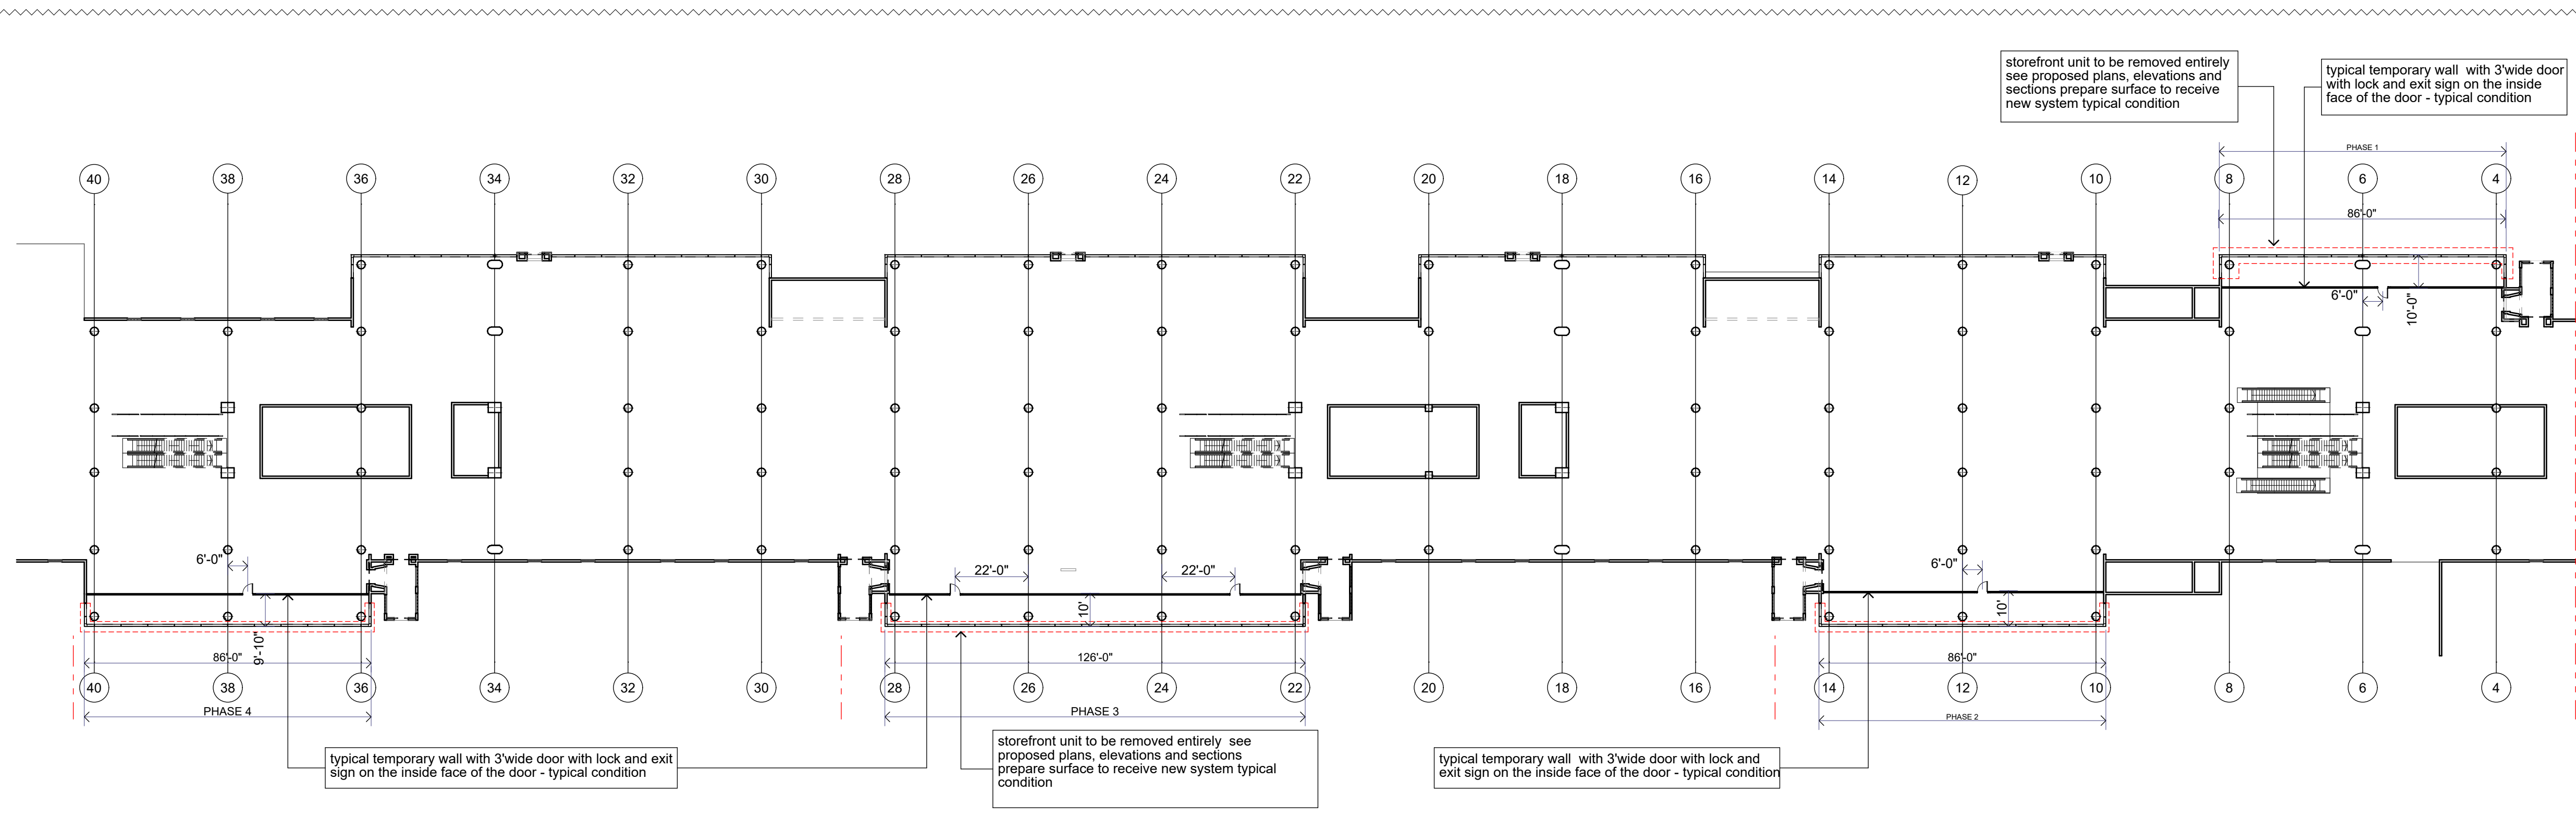 storefront unit to be removed entirely
see proposed plans, elevations and
sections prepare surface to receive
new system typical condition
typical temporary wall  with 3'wide door
with lock and exit sign on the inside
face of the door - typical condition
PHASE 1
40
38
36
34
32
30
28
26
24
22
20
18
16
14
12
10
8
6
4
86'-0"
6'-0"
10'-0"
6'-0"
22'-0"
22'-0"
6'-0"
10'
10'
9'-10"
86'-0"
126'-0"
86'-0"
40
38
36
34
32
30
28
26
24
22
20
18
16
14
12
10
8
6
4
PHASE 4
PHASE 3
PHASE 2
typical temporary wall with 3'wide door with lock and exit
sign on the inside face of the door - typical condition
storefront unit to be removed entirely  see
proposed plans, elevations and sections
prepare surface to receive new system typical
condition
typical temporary wall  with 3'wide door with lock and
exit sign on the inside face of the door - typical condition